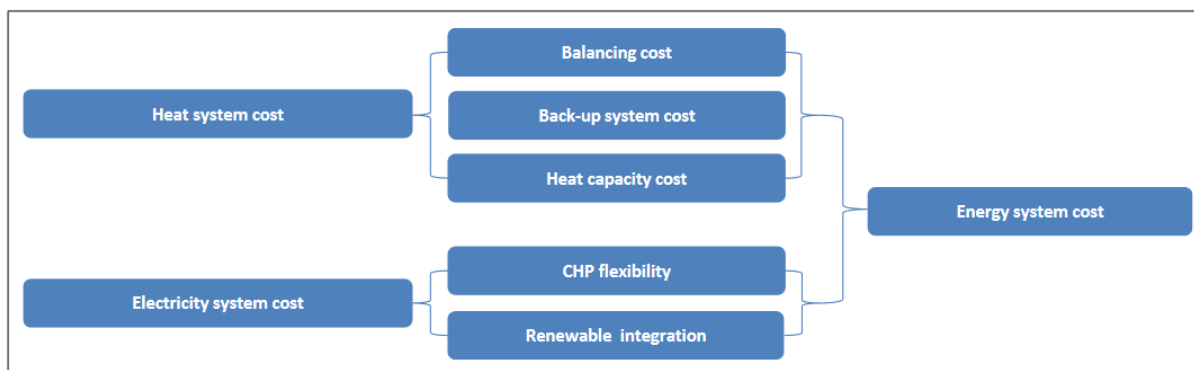 Balancing cost
Heat system cost
Back-up system cost
Heat capacity cost
Energy system cost
CHP flexibility
Electricity system cost
Renewable integration